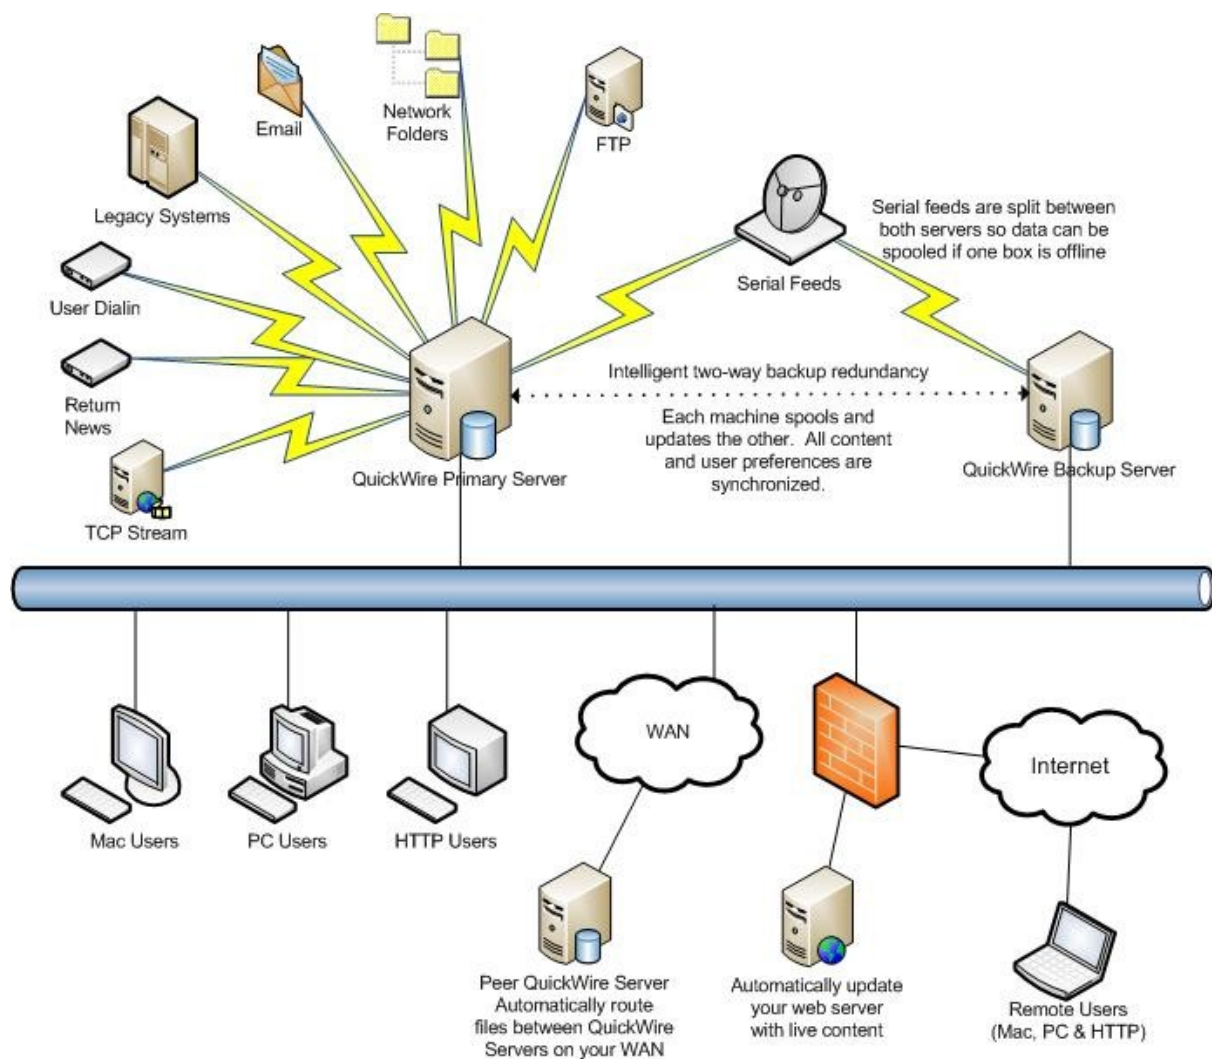 Network
Folders
Email
FTP
Legacy Systems
Serial feeds are split between
both servers so data can be
spooled if one box is offline
Serial Feeds
User Dialin
Intelligent two-way backup redundancy
Return
News
Each machine spools and
updates the other.  All content
and user preferences are
synchronized.
QuickWire Primary Server
QuickWire Backup Server
TCP Stream
WAN
Internet
Mac Users
PC Users
HTTP Users
Peer QuickWire Server
Automatically route
files between QuickWire
Servers on your WAN
Automatically update
your web server
with live content
Remote Users
(Mac, PC & HTTP)